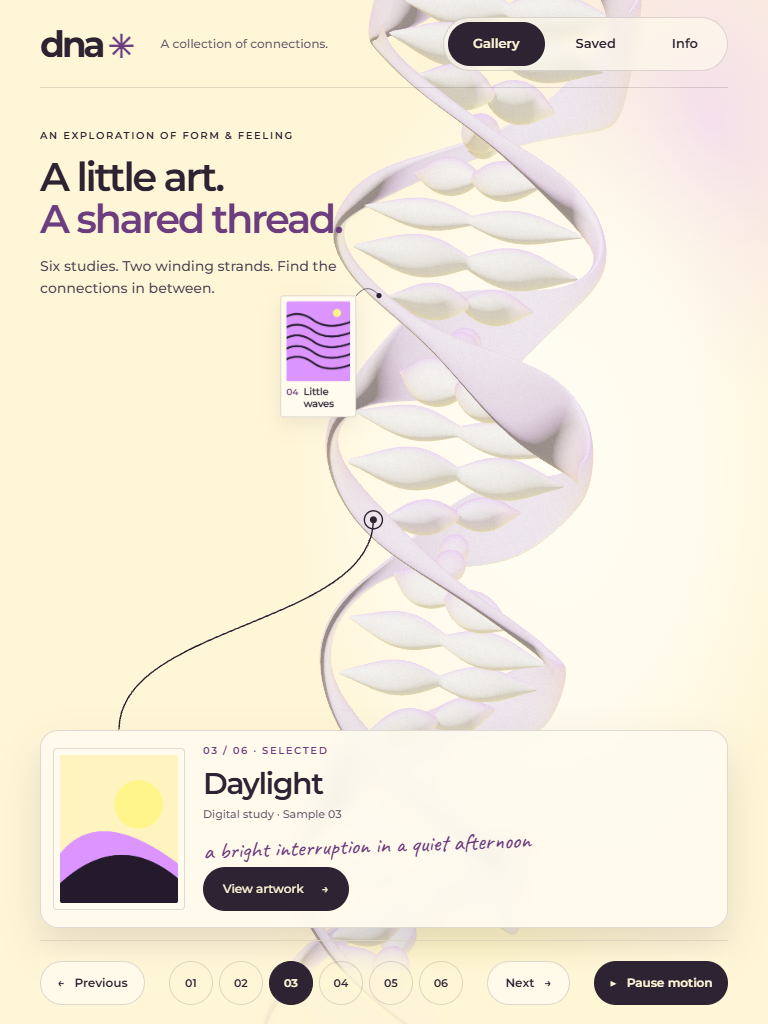 dna
A collection of connections.
Gallery
Saved
Info
AN EXPLORATION OF FORM & FEELING
A little art.
A shared thread.
Six studies. Two winding strands. Find the
connections in between.
04 Little
waves
03 / 06 · SELECTED
Daylight
Digital study · Sample 03
a bright interruption in a quiet afternoon
View artwork →
← Previous
01
02
03
04
05
06
Next →
▸ Pause motion